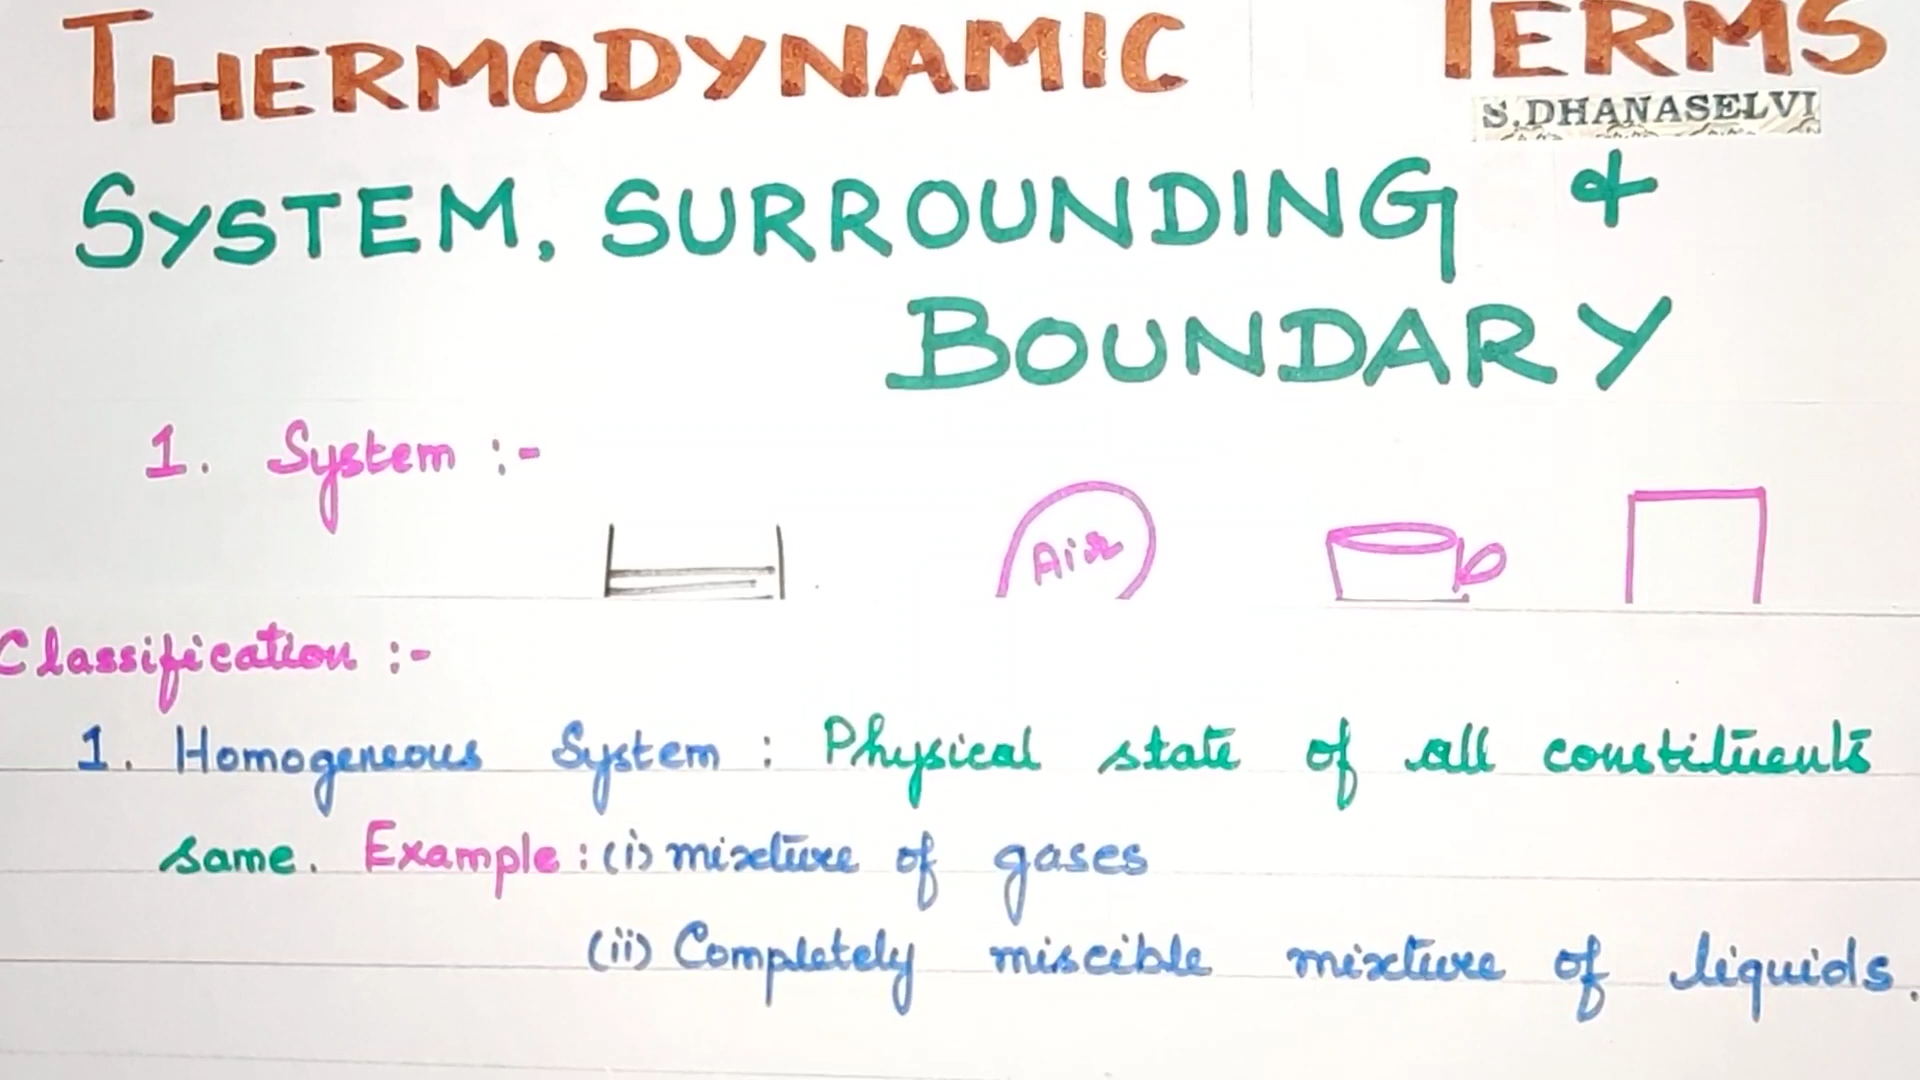 THERMODYNAMIC TERMS
S.DHANASELVI
SYSTEM, SURROUNDING &
BOUNDARY
1. System :-
Air
Classification :-
1. Homogeneous System : Physical state of all constituents
same. Example : (i) mixture of gases
(ii) Completely miscible mixture of liquids.